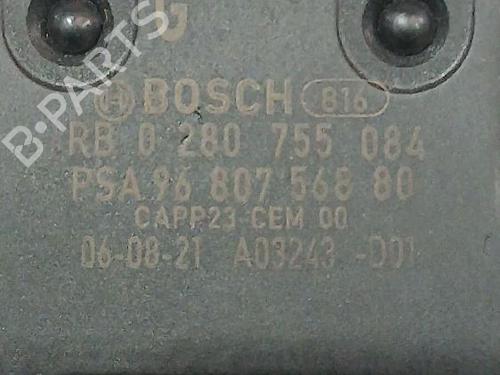 BOSCH 816
RB 0 280 755 084
PSA 96 807 568 80
CAPP23-CEM 00
06-08-21 A03243 -D01
B-PARTS